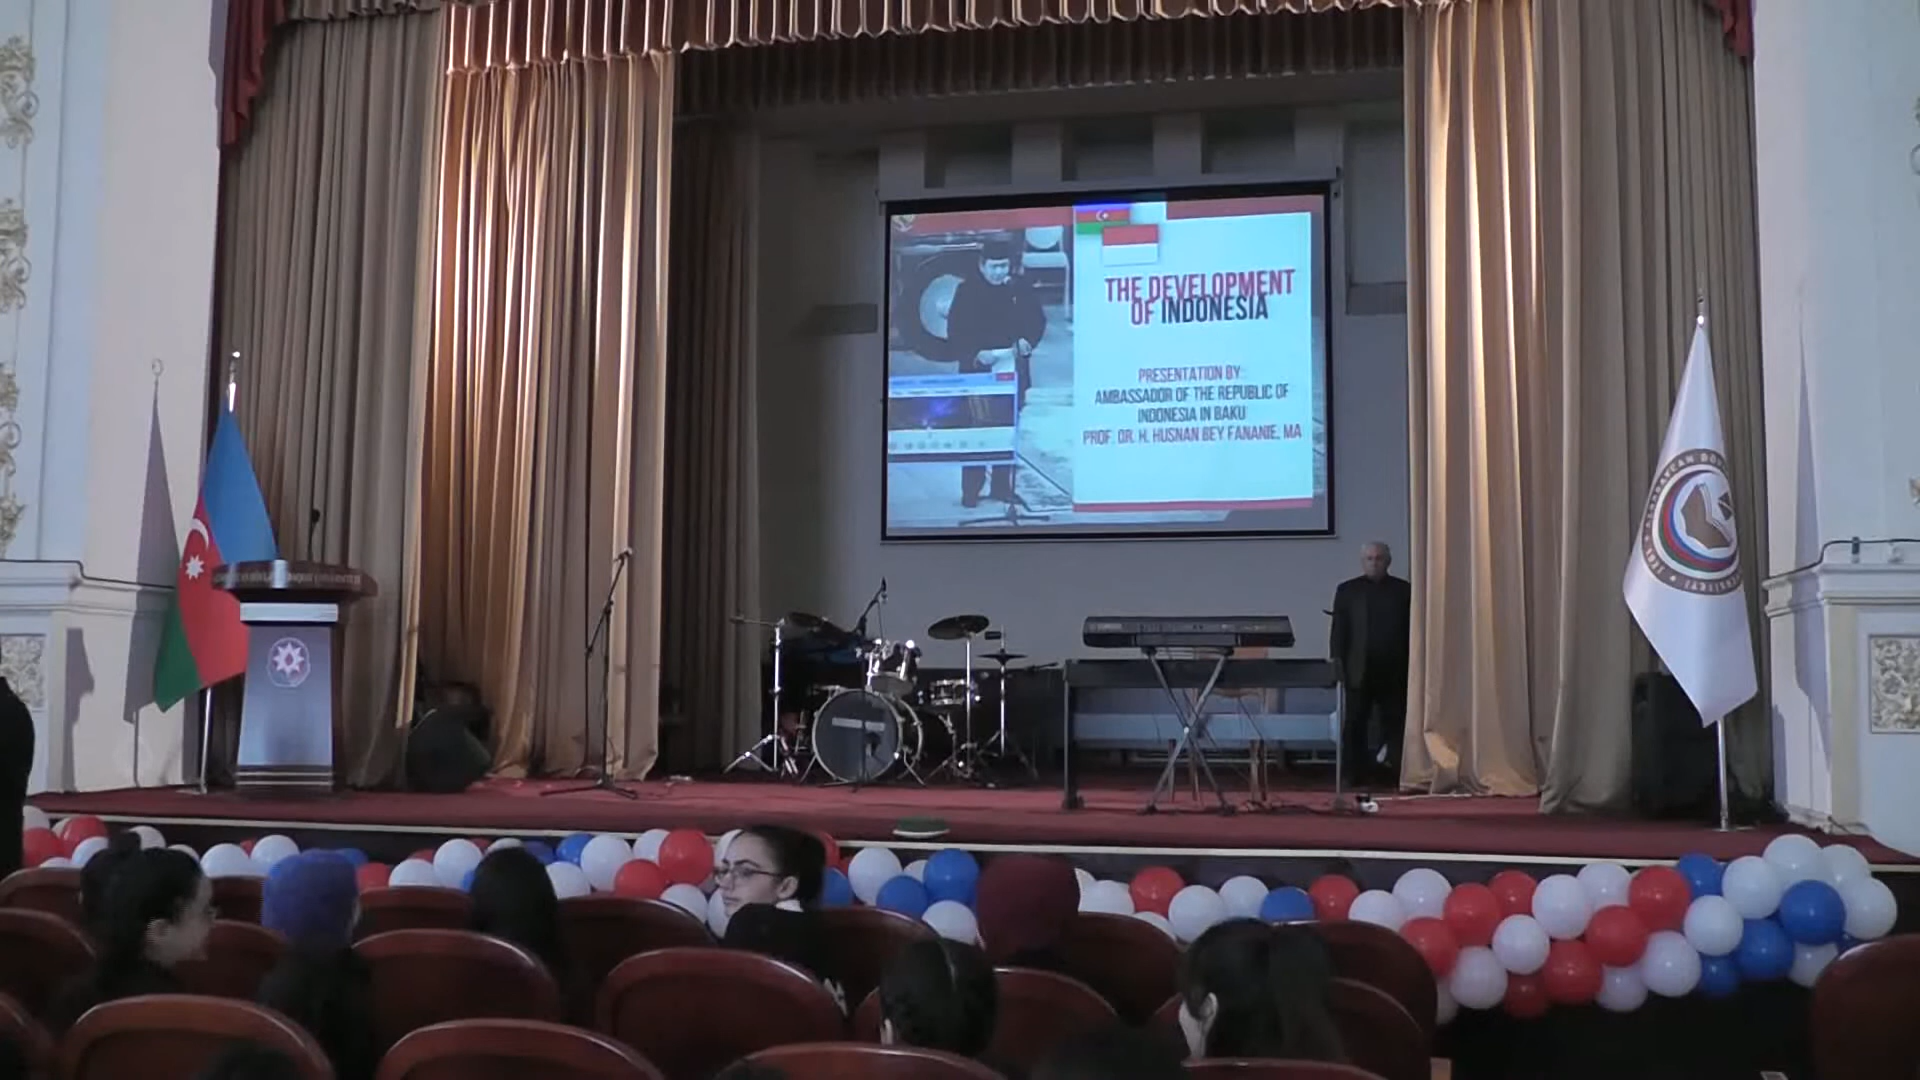 THE DEVELOPMENT
OF INDONESIA
PRESENTATION BY:
AMBASSADOR OF THE REPUBLIC OF
INDONESIA IN BAKU
PROF. DR. H. HUSNAN BEY FANANIE, MA